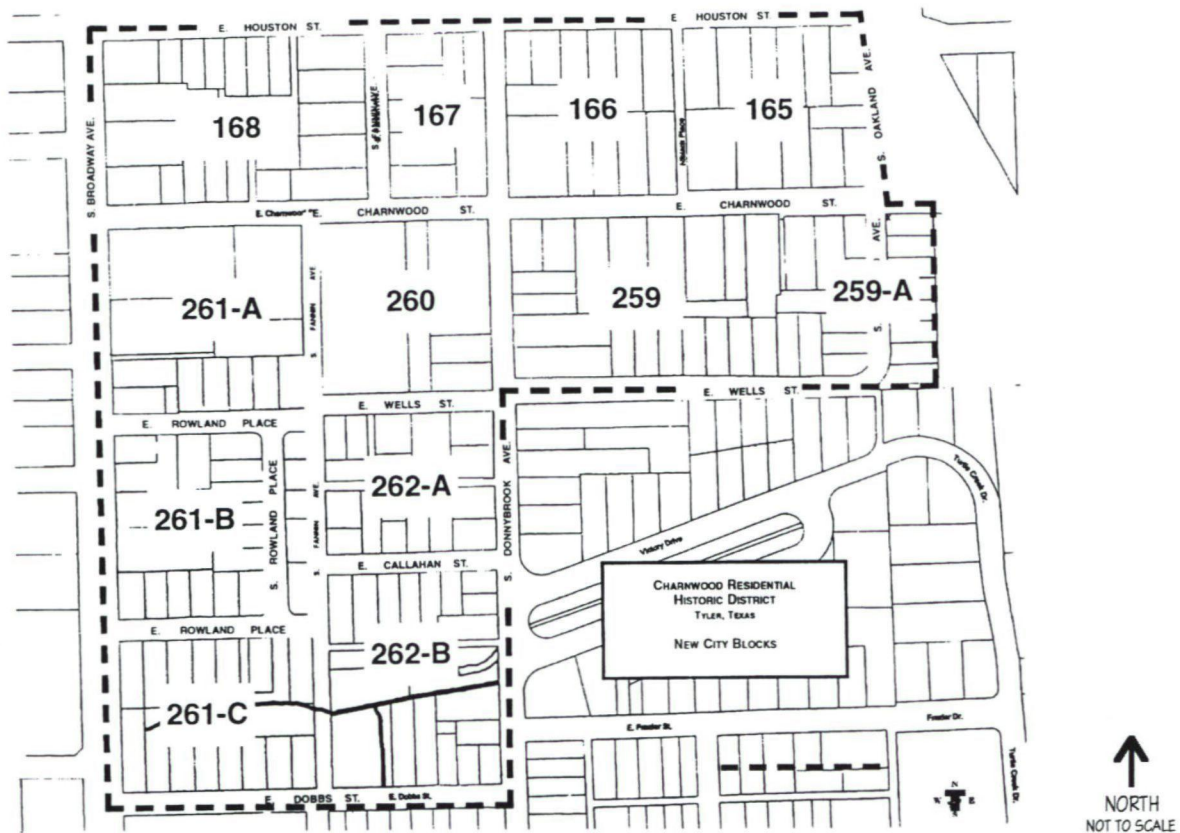 E. HOUSTON ST.
E HOUSTON ST.
S. BROADWAY AVE.
S. OAKLAND AVE.
168
167
166
165
E. Charnwood
E. CHARNWOOD ST.
E. CHARNWOOD ST.
S. AVE.
261-A
S FANNIN AVE
260
259
259-A
E. WELLS ST.
E. WELLS ST.
E. ROWLAND PLACE
S. ROWLAND PLACE
261-B
S FANNIN AVE.
262-A
S. DONNYBROOK AVE.
Turtle Creek Dr.
Victory Drive
E. CALLAHAN ST.
CHARNWOOD RESIDENTIAL
HISTORIC DISTRICT
TYLER, TEXAS
NEW CITY BLOCKS
E. ROWLAND PLACE
262-B
261-C
Frazier Dr.
Turtle Creek Dr.
E. DOBBS ST.
E. Dobbs St.
N
W E
S
NORTH
NOT TO SCALE